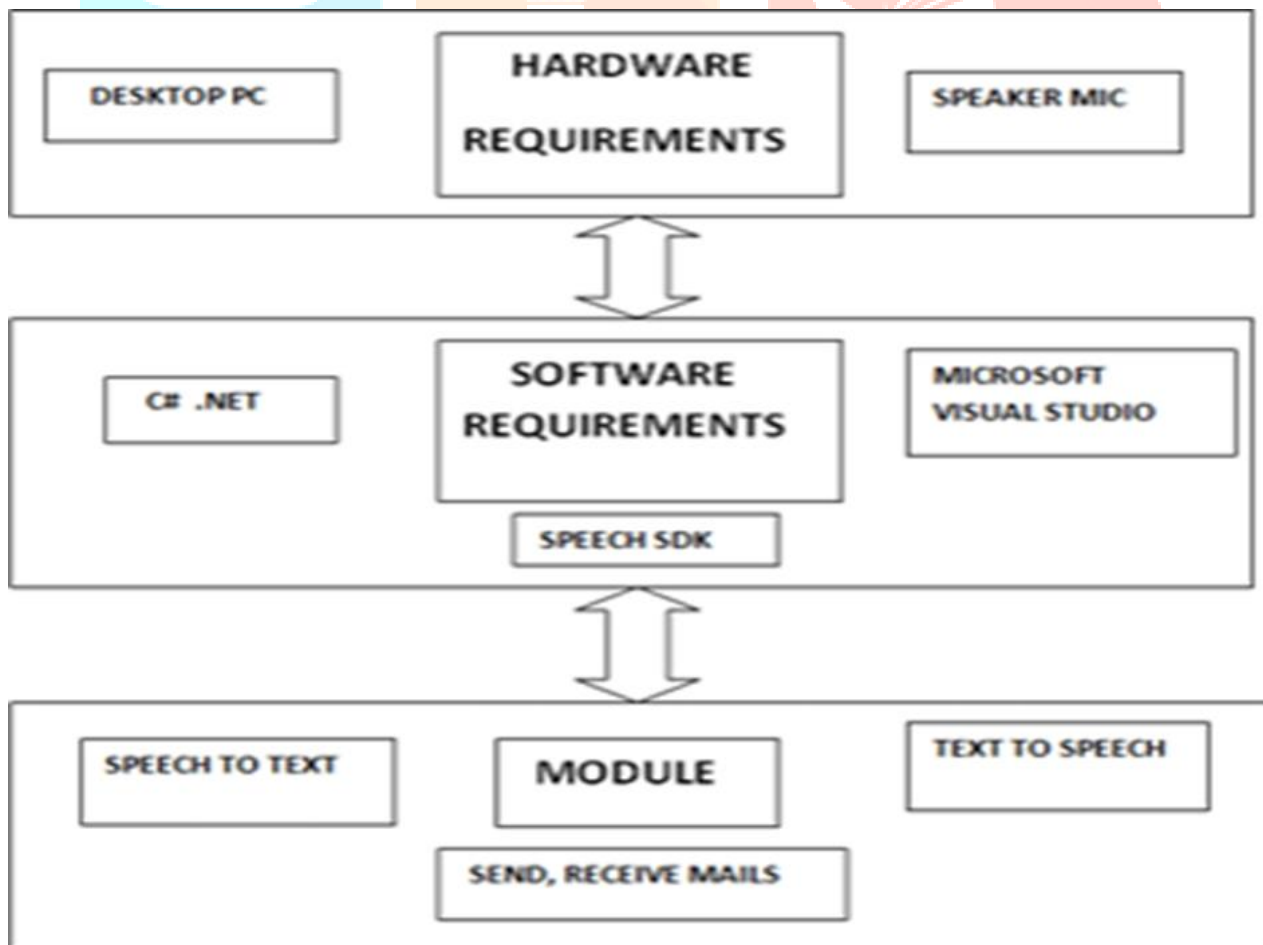 HARDWARE
REQUIREMENTS
DESKTOP PC
SPEAKER MIC
SOFTWARE
REQUIREMENTS
C# .NET
MICROSOFT
VISUAL STUDIO
SPEECH SDK
MODULE
SPEECH TO TEXT
TEXT TO SPEECH
SEND, RECEIVE MAILS